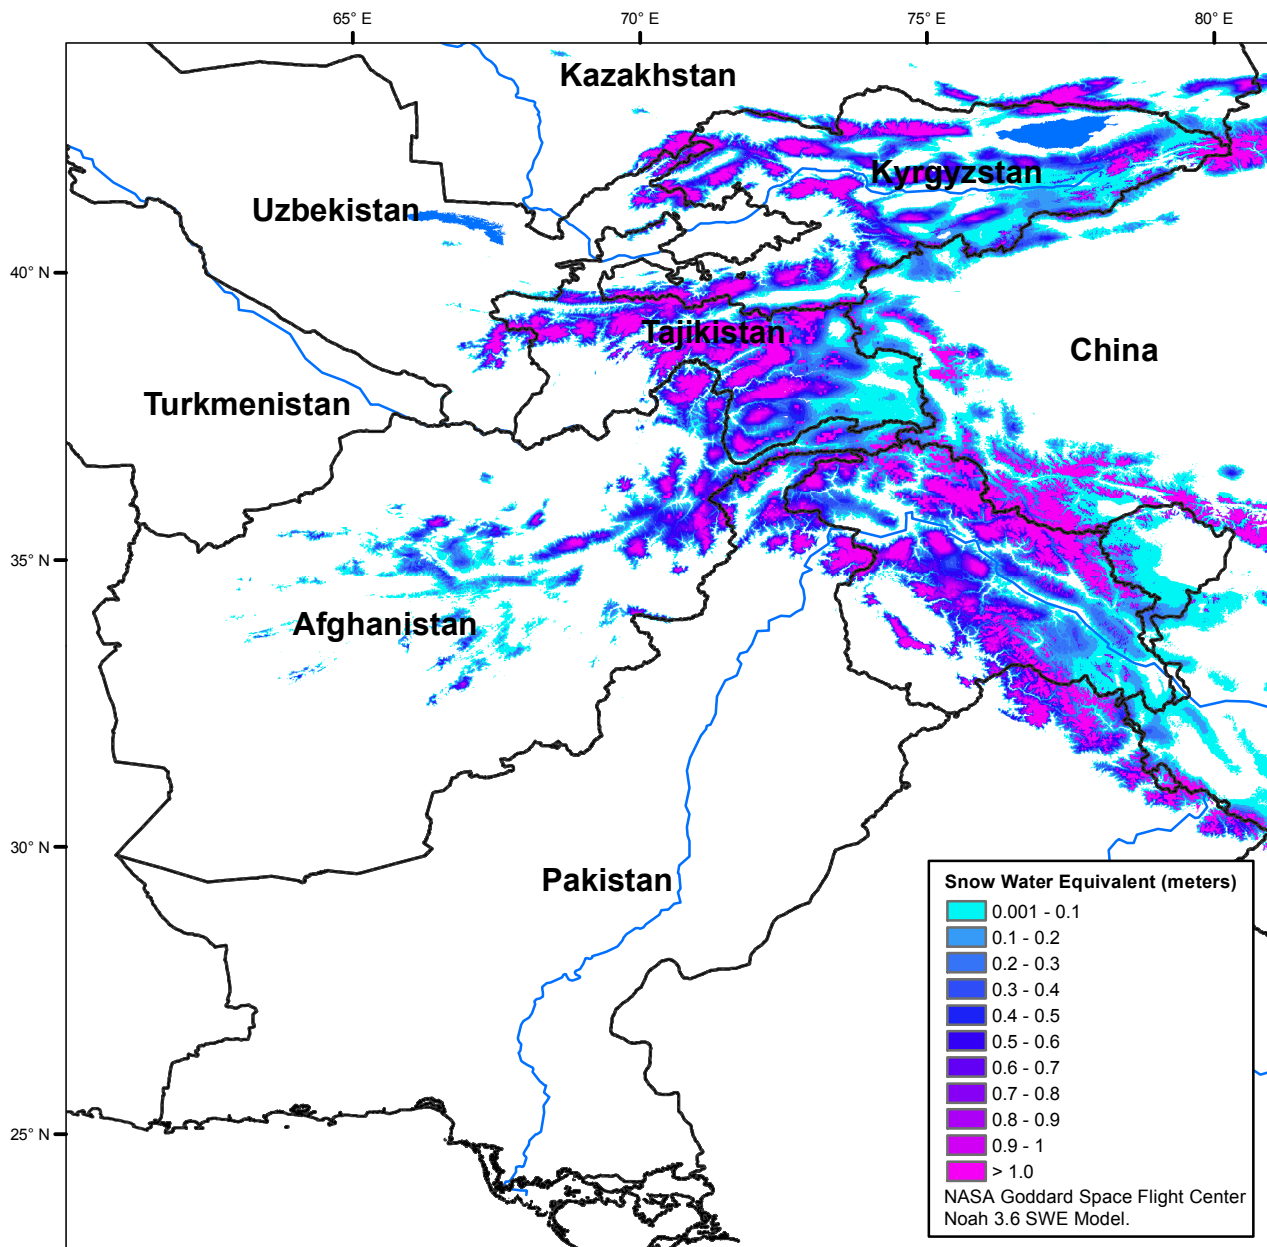 65° E
70° E
75° E
80° E
Kazakhstan
Kyrgyzstan
Uzbekistan
40° N
Tajikistan
China
Turkmenistan
35° N
Afghanistan
30° N
Pakistan
25° N
Snow Water Equivalent (meters)
0.001 - 0.1
0.1 - 0.2
0.2 - 0.3
0.3 - 0.4
0.4 - 0.5
0.5 - 0.6
0.6 - 0.7
0.7 - 0.8
0.8 - 0.9
0.9 - 1
> 1.0
NASA Goddard Space Flight Center
Noah 3.6 SWE Model.